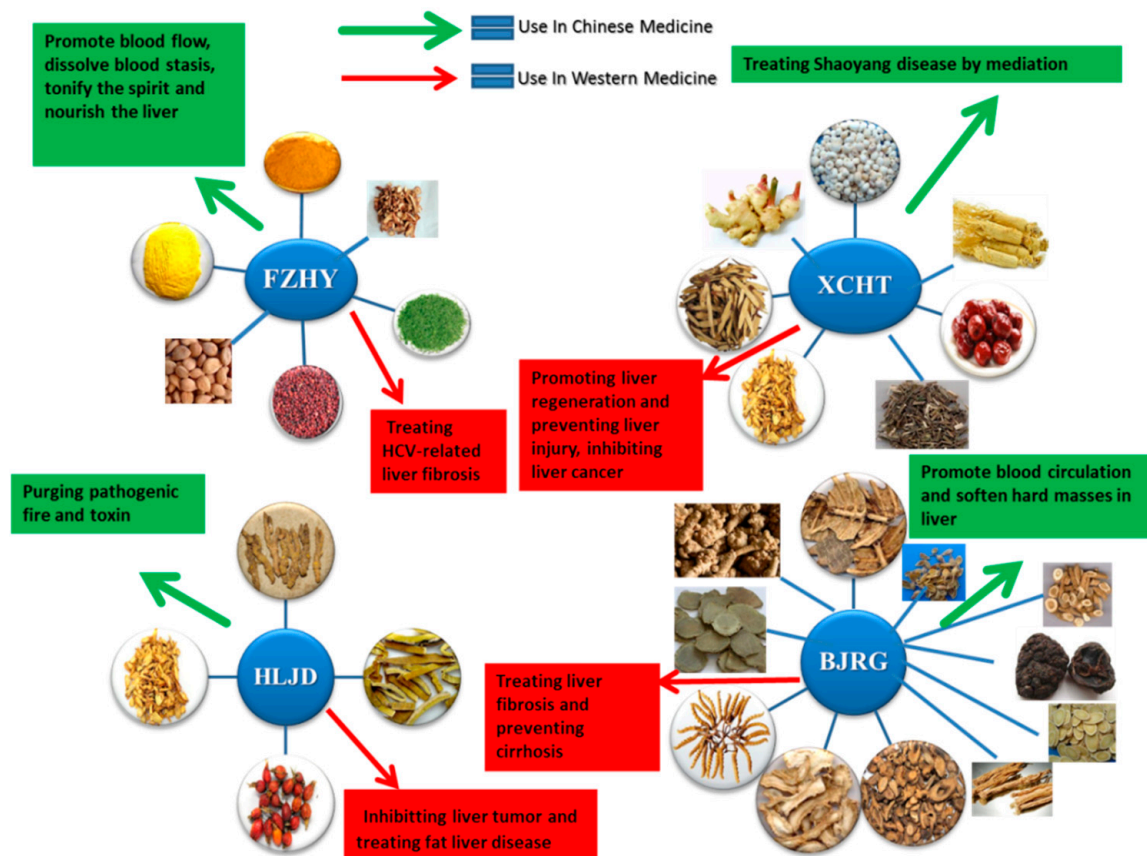 Promote blood flow,
dissolve blood stasis,
tonify the spirit and
nourish the liver
Use In Chinese Medicine
Use In Western Medicine
Treating Shaoyang disease by mediation
FZHY
XCHT
Treating
HCV-related
liver fibrosis
Promoting liver
regeneration and
preventing liver
injury, inhibiting
liver cancer
Purging pathogenic
fire and toxin
Promote blood circulation
and soften hard masses in
liver
HLJD
BJRG
Treating liver
fibrosis and
preventing
cirrhosis
Inhibitting liver tumor and
treating fat liver disease